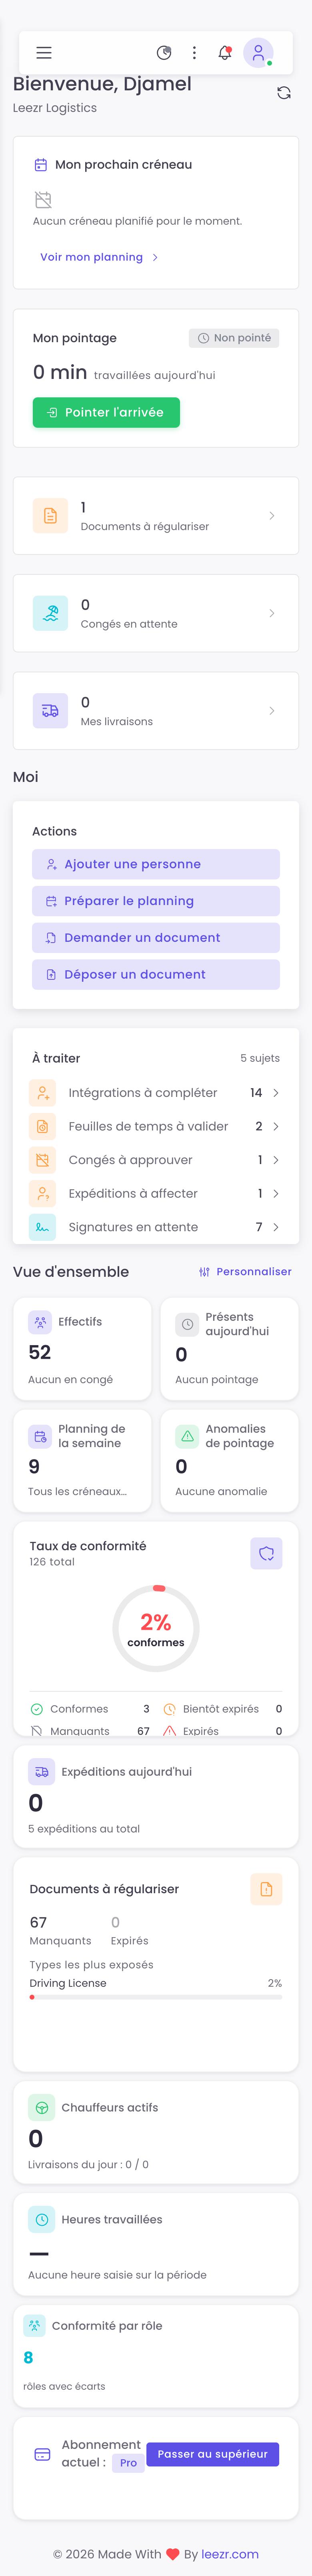 Bienvenue, Djamel
Leezr Logistics
Mon prochain créneau
Aucun créneau planifié pour le moment.
Voir mon planning
Mon pointage
Non pointé
0 min travaillées aujourd'hui
Pointer l'arrivée
1
Documents à régulariser
0
Congés en attente
0
Mes livraisons
Moi
Actions
Ajouter une personne
Préparer le planning
Demander un document
Déposer un document
À traiter
5 sujets
Intégrations à compléter 14
Feuilles de temps à valider 2
Congés à approuver 1
Expéditions à affecter 1
Signatures en attente 7
Vue d'ensemble
Personnaliser
Effectifs
52
Aucun en congé
Présents
aujourd'hui
0
Aucun pointage
Planning de
la semaine
9
Tous les créneaux...
Anomalies
de pointage
0
Aucune anomalie
Taux de conformité
126 total
2%
conformes
Conformes 3
Bientôt expirés 0
Manquants 67
Expirés 0
Expéditions aujourd'hui
0
5 expéditions au total
Documents à régulariser
67
Manquants
0
Expirés
Types les plus exposés
Driving License 2%
Chauffeurs actifs
0
Livraisons du jour : 0 / 0
Heures travaillées
—
Aucune heure saisie sur la période
Conformité par rôle
8
rôles avec écarts
Abonnement
actuel : Pro
Passer au supérieur
© 2026 Made With ❤ By leezr.com